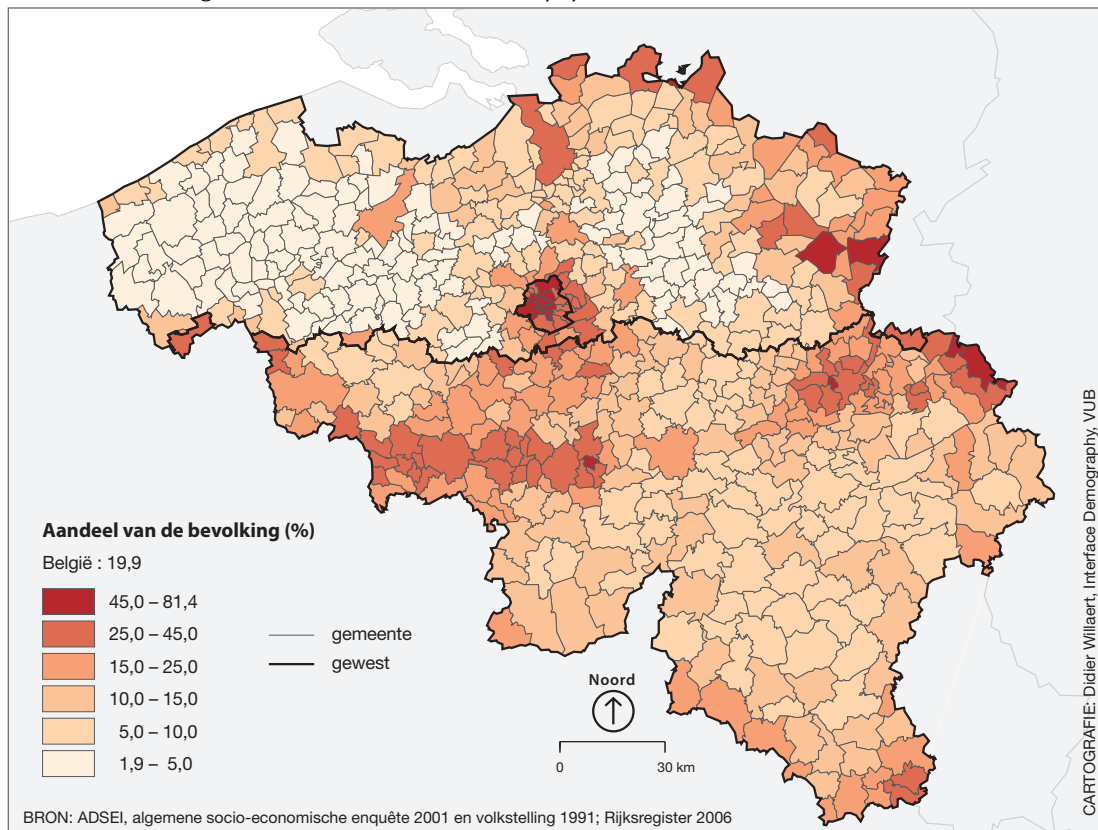 Aandeel van de bevolking (%)
België : 19,9
45,0 – 81,4
25,0 – 45,0
15,0 – 25,0
10,0 – 15,0
5,0 – 10,0
1,9 – 5,0
gemeente
gewest
Noord
0 30 km
BRON: ADSEI, algemene socio-economische enquête 2001 en volkstelling 1991; Rijksregister 2006
CARTOGRAFIE: Didier Willaert, Interface Demography, VUB